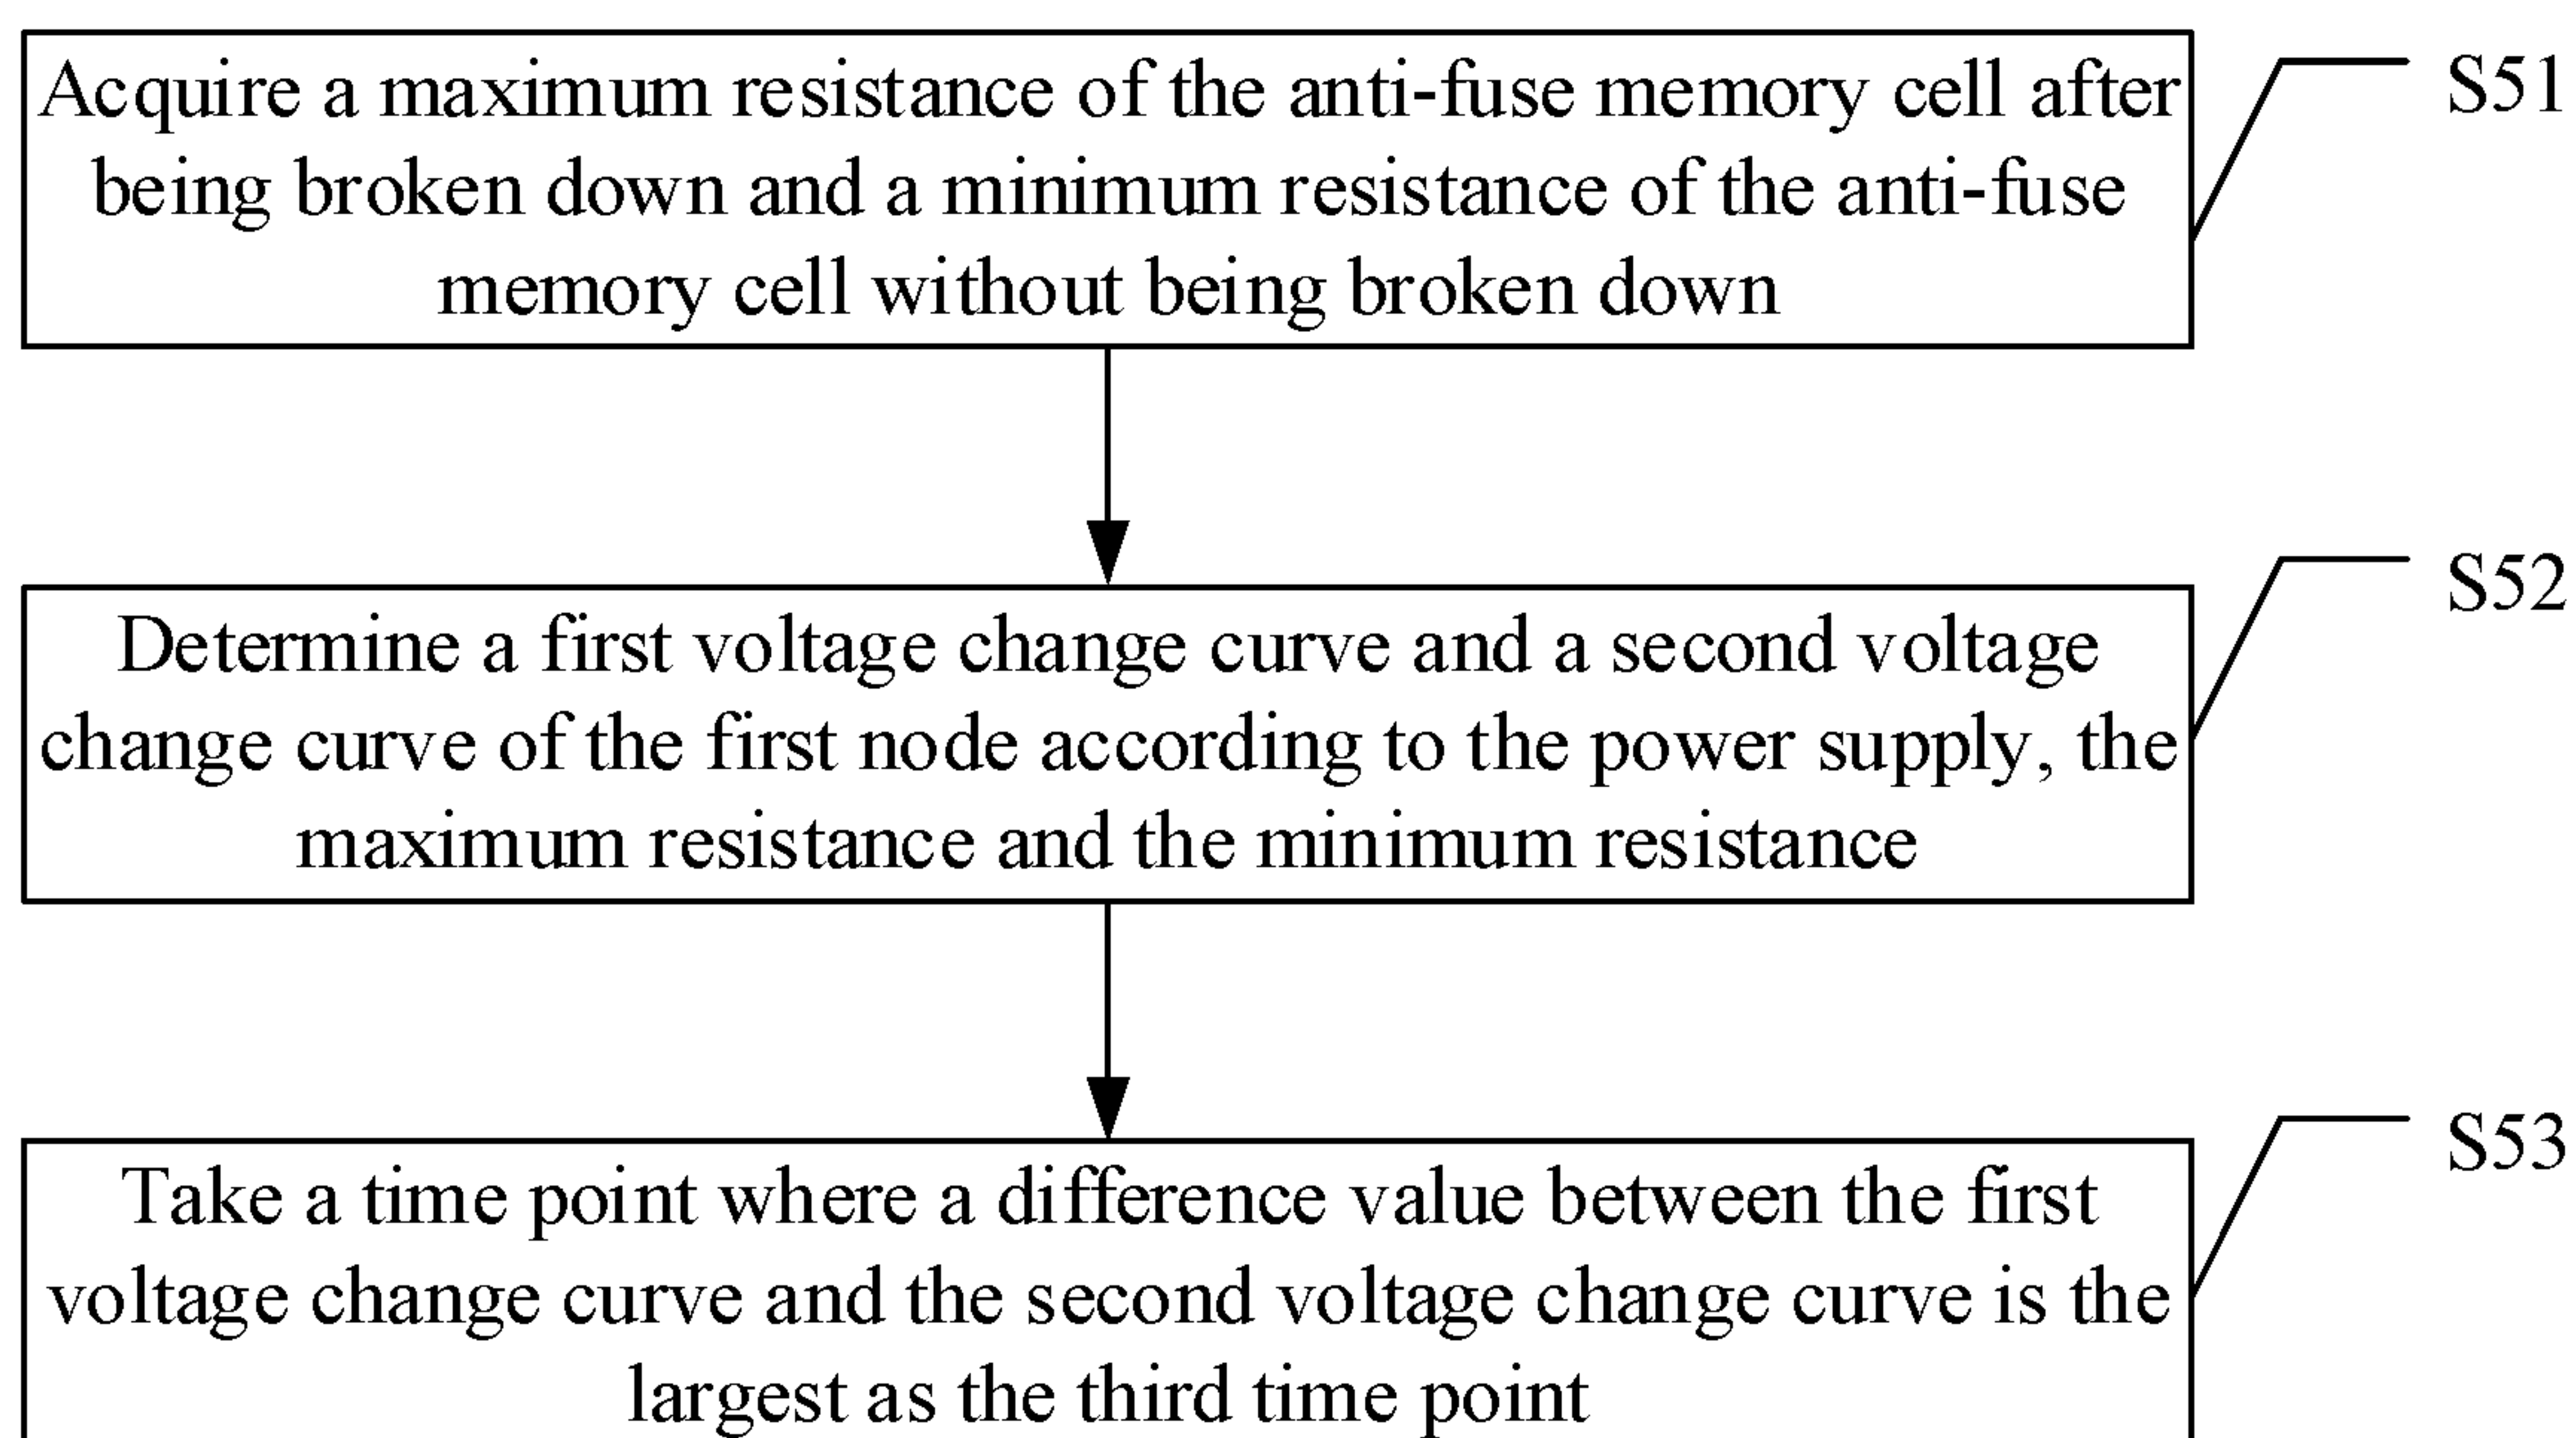 Acquire a maximum resistance of the anti-fuse memory cell after
being broken down and a minimum resistance of the anti-fuse
memory cell without being broken down
S51
Determine a first voltage change curve and a second voltage
change curve of the first node according to the power supply, the
maximum resistance and the minimum resistance
S52
Take a time point where a difference value between the first
voltage change curve and the second voltage change curve is the
largest as the third time point
S53